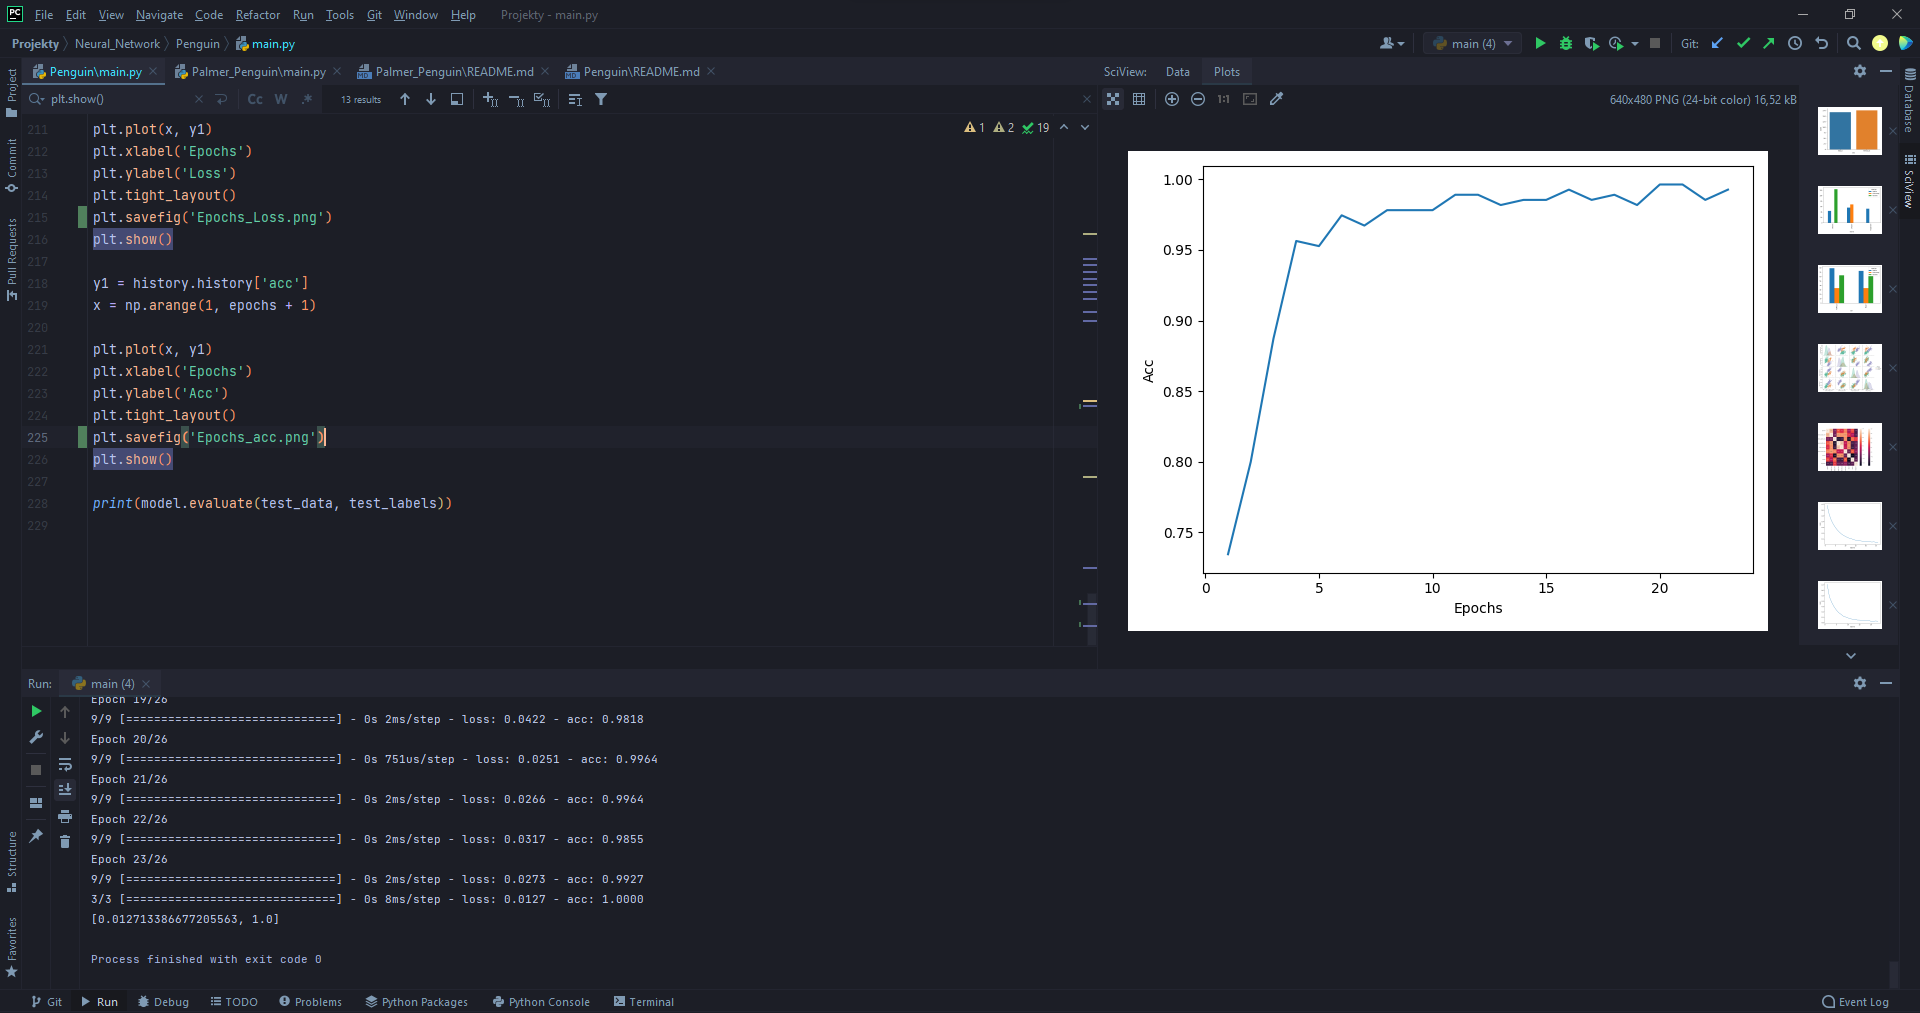 PC File Edit View Navigate Code Refactor Run Tools Git Window Help Projekty - main.py
Projekty Neural_Network Penguin main.py main (4) Git:
Penguin\main.py Palmer_Penguin\main.py Palmer_Penguin\README.md Penguin\README.md
SciView: Data Plots
plt.show() Cc W .* 13 results
1:1 640x480 PNG (24-bit color) 16,52 kB
1 2 19
211 plt.plot(x, y1)
212 plt.xlabel('Epochs')
213 plt.ylabel('Loss')
214 plt.tight_layout()
215 plt.savefig('Epochs_Loss.png')
216 plt.show()
217
218 y1 = history.history['acc']
219 x = np.arange(1, epochs + 1)
220
221 plt.plot(x, y1)
222 plt.xlabel('Epochs')
223 plt.ylabel('Acc')
224 plt.tight_layout()
225 plt.savefig('Epochs_acc.png')
226 plt.show()
227
228 print(model.evaluate(test_data, test_labels))
229
1.00
0.95
0.90
0.85
0.80
0.75
Acc
0 5 10 15 20
Epochs
Project
Commit
Pull Requests
Structure
Favorites
Database
SciView
Run: main (4)
Epoch 19/26
9/9 [==============================] - 0s 2ms/step - loss: 0.0422 - acc: 0.9818
Epoch 20/26
9/9 [==============================] - 0s 751us/step - loss: 0.0251 - acc: 0.9964
Epoch 21/26
9/9 [==============================] - 0s 2ms/step - loss: 0.0266 - acc: 0.9964
Epoch 22/26
9/9 [==============================] - 0s 2ms/step - loss: 0.0317 - acc: 0.9855
Epoch 23/26
9/9 [==============================] - 0s 2ms/step - loss: 0.0273 - acc: 0.9927
3/3 [==============================] - 0s 8ms/step - loss: 0.0127 - acc: 1.0000
[0.012713386677205563, 1.0]
Process finished with exit code 0
Git Run Debug TODO Problems Python Packages Python Console Terminal Event Log